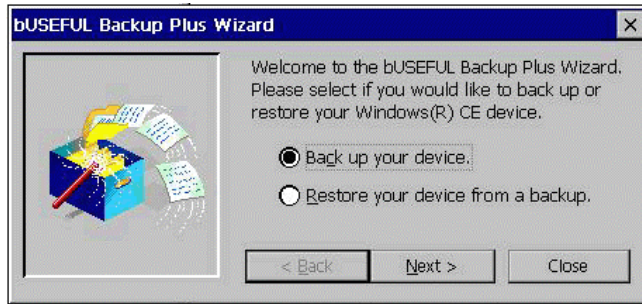 bUSEFUL Backup Plus Wizard
Welcome to the bUSEFUL Backup Plus Wizard.
Please select if you would like to back up or
restore your Windows(R) CE device.
Back up your device.
Restore your device from a backup.
< Back Next > Close